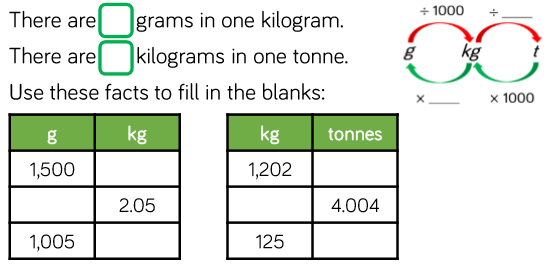 There are grams in one kilogram.
There are kilograms in one tonne.
Use these facts to fill in the blanks:
÷ 1000 ÷ ___
g kg t
x ___ x 1000
g kg
1,500
2.05
1,005
kg tonnes
1,202
4.004
125